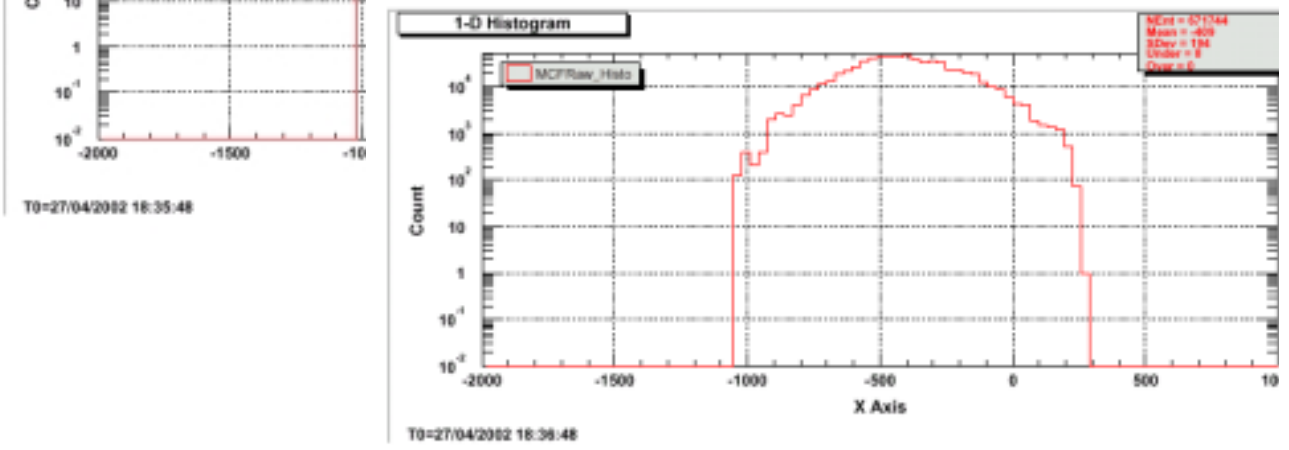 10
1
10⁻¹
10⁻²
-2000
-1500
-10
T0=27/04/2002 18:35:48
1-D Histogram
NEnt = 671744
Mean = -409
SDev = 194
Under = 0
Over = 0
MCFRaw_Histo
10⁴
10³
10²
10
1
10⁻¹
10⁻²
Count
-2000
-1500
-1000
-500
0
500
10
X Axis
T0=27/04/2002 18:36:48